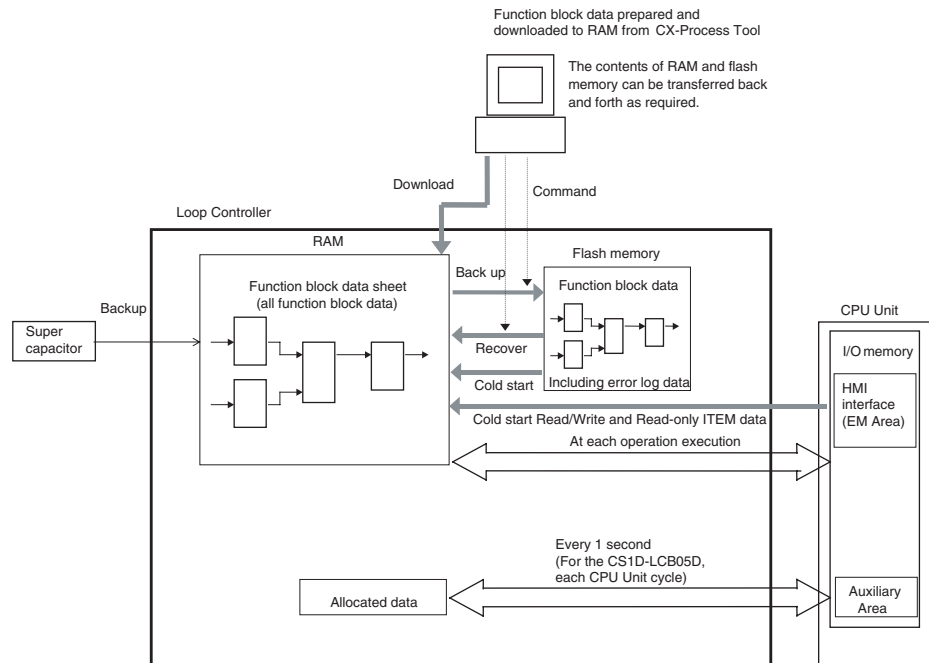 Function block data prepared and
downloaded to RAM from CX-Process Tool
The contents of RAM and flash
memory can be transferred back
and forth as required.
Download
Command
Loop Controller
RAM
Flash memory
Back up
Function block data sheet
(all function block data)
Function block data
Backup
CPU Unit
Super
capacitor
I/O memory
Recover
Cold start
Including error log data
HMI
interface
(EM Area)
Cold start Read/Write and Read-only ITEM data
At each operation execution
Every 1 second
(For the CS1D-LCB05D,
each CPU Unit cycle)
Allocated data
Auxiliary
Area